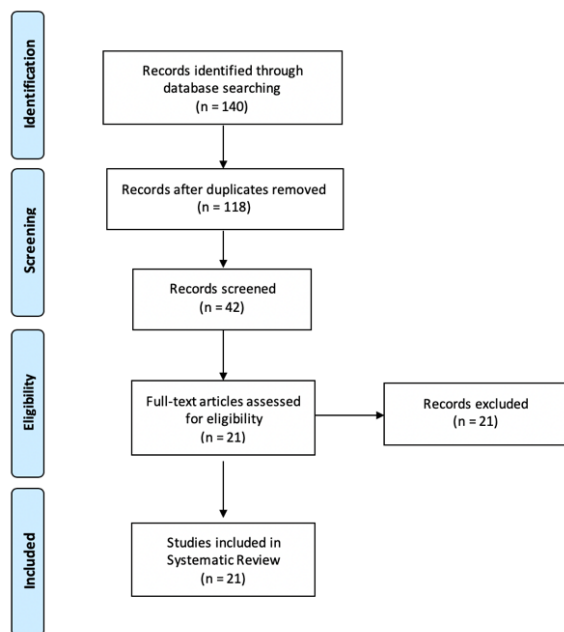 Identification
Records identified through
database searching
(n = 140)
Screening
Records after duplicates removed
(n = 118)
Records screened
(n = 42)
Eligibility
Full-text articles assessed
for eligibility
(n = 21)
Records excluded
(n = 21)
Included
Studies included in
Systematic Review
(n = 21)